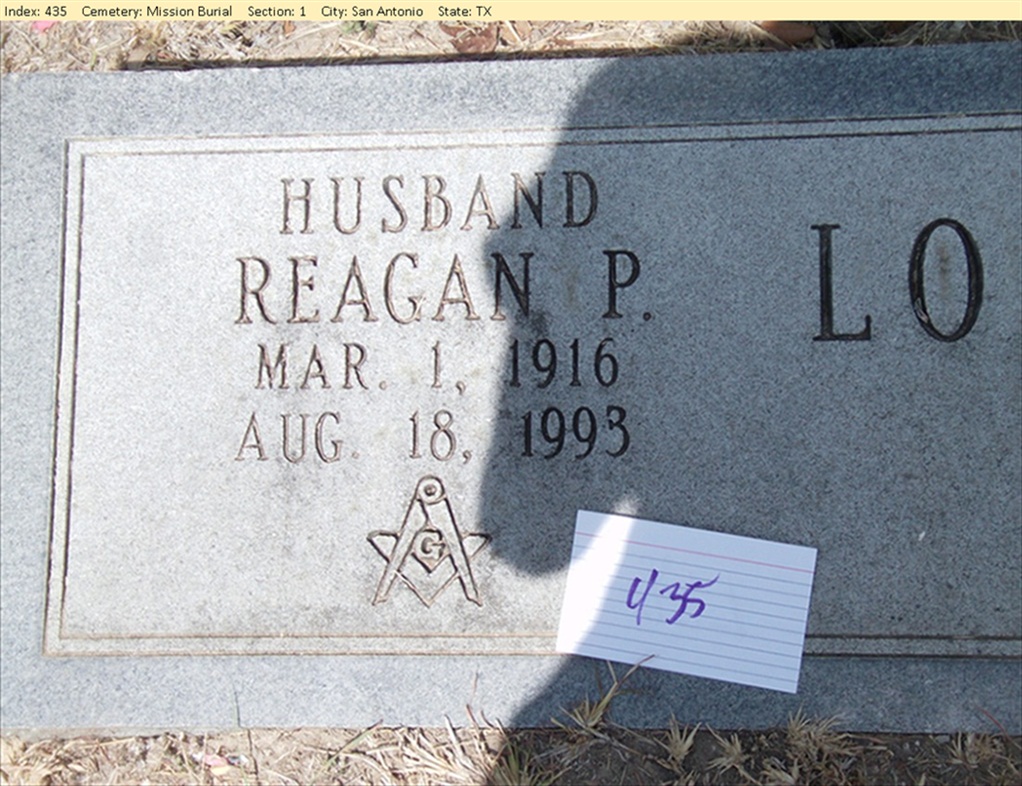 Index: 435 Cemetery: Mission Burial Section: 1 City: San Antonio State: TX
HUSBAND
REAGAN P.
MAR. 1, 1916
AUG. 18, 1993
G
LO
435